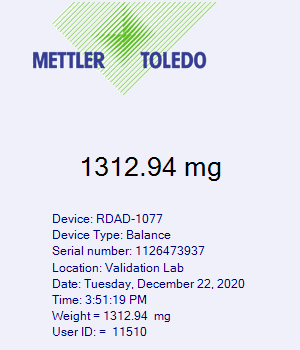 METTLER TOLEDO
1312.94 mg
Device: RDAD-1077
Device Type: Balance
Serial number: 1126473937
Location: Validation Lab
Date: Tuesday, December 22, 2020
Time: 3:51:19 PM
Weight = 1312.94  mg
User ID: =  11510